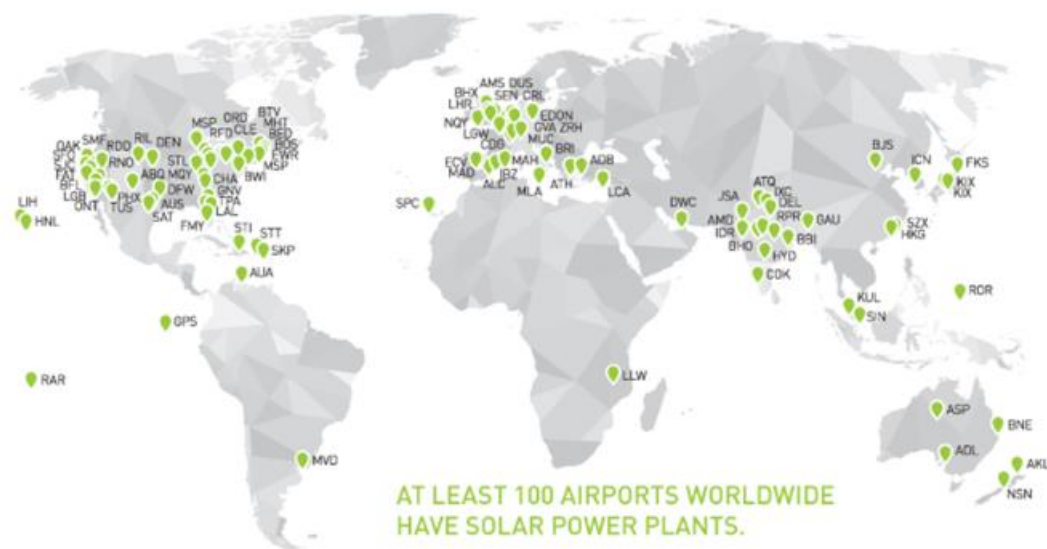 BTV
ORD
MHT
MSP
CLE
BED
RFD
BOS
EWR
MSP
BWI
OAK
SMF
RDD
RIL
DEN
RNO
STL
MQY
CHA
GNV
TPA
LAL
FMY
ABQ
DFW
PHX
AUS
TUS
SAT
BFL
LGB
ONT
LIH
HNL
STI
STT
SKP
AUA
GPS
RAR
MVD
AMS DUS
BHX
SEN CRL
LHR
EDON
NQY
GVA ZRH
LGW
MUC
CDG
BRI
MAH
ADB
MAD
IBZ
ALC
MLA
ATH
LCA
SPC
DWC
LLW
BJS
ICN
FKS
KIX
KIX
ATQ
JSA
IXC
DEL
AMD
RPR
GAU
IDR
BBI
BHO
HYD
COK
SZX
HKG
KUL
SIN
ROR
ASP
BNE
ADL
AKL
NSN
AT LEAST 100 AIRPORTS WORLDWIDE
HAVE SOLAR POWER PLANTS.